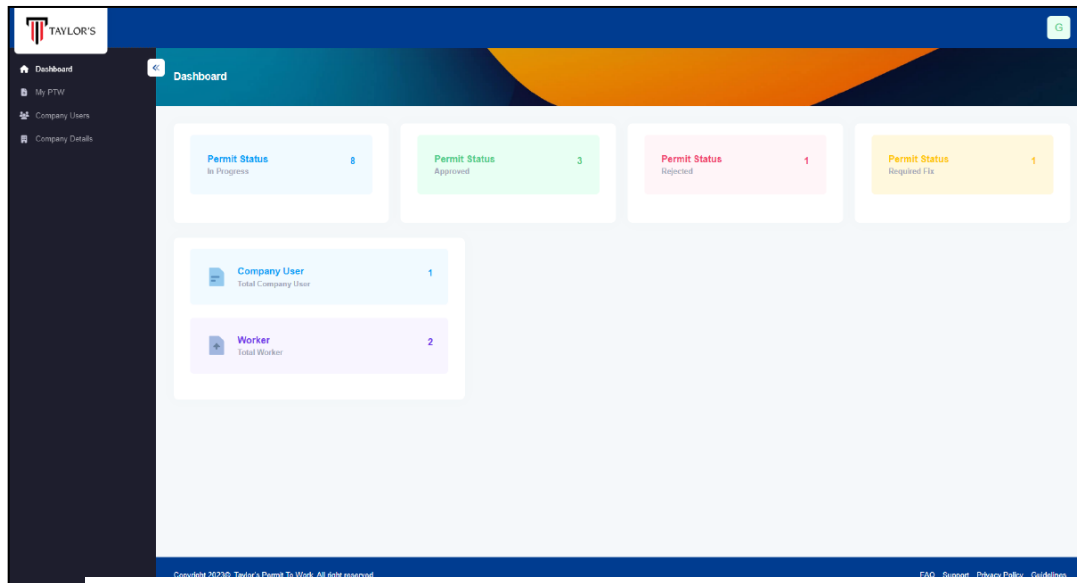 TAYLOR'S
G
Dashboard
My PTW
Company Users
Company Details
Dashboard
Permit Status 8
In Progress
Permit Status 3
Approved
Permit Status 1
Rejected
Permit Status 1
Required Fix
Company User 1
Total Company User
Worker 2
Total Worker
Copyright 2023©. Taylor's Permit To Work. All right reserved.
FAQ Support Privacy Policy Guidelines